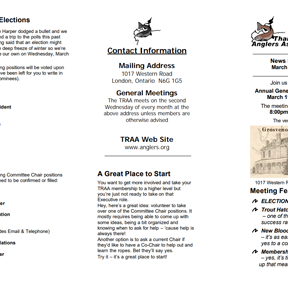 Elections
Harper dodged a bullet and we
d a trip to the polls this past
ng said that an election might
deep freeze of winter so we're
our own on Wednesday, March
ng positions will be voted upon
ve been left for you to write in
ominees).
ident
ng Committee Chair positions
ed to be confirmed or filled
er
or
des Email & Telephone)
lations
er
Contact Information
Mailing Address
1017 Western Road
London, Ontario N6G 1G5
General Meetings
The TRAA meets on the second
Wednesday of every month at the
above address unless members are
otherwise advised
TRAA Web Site
www.anglers.org
A Great Place to Start
You want to get more involved and take your
TRAA membership to a higher level but
you're just not ready to take on that
Executive role.
Hey, here's a great idea: volunteer to take
over one of the Committee Chair positions. It
mostly requires being able to come up with
some ideas, being a bit organized and
knowing when to ask for help – 'cause help is
always there!
Another option is to ask a current Chair if
they'd like to have a Co-Chair to help out and
learn the ropes. Bet they'll say yes.
Try it – it's a great place to start!
Tha
Anglers As
News
March
Join us
Annual Gener
March 1
The meetin
8:00pm
The ve
1017 Western R
Meeting Fe
ELECTION
Trout Hatc
– one of th
success ra
New Blood
– it's as eas
yes to a co
Membersh
– yes, it's ti
up that mean